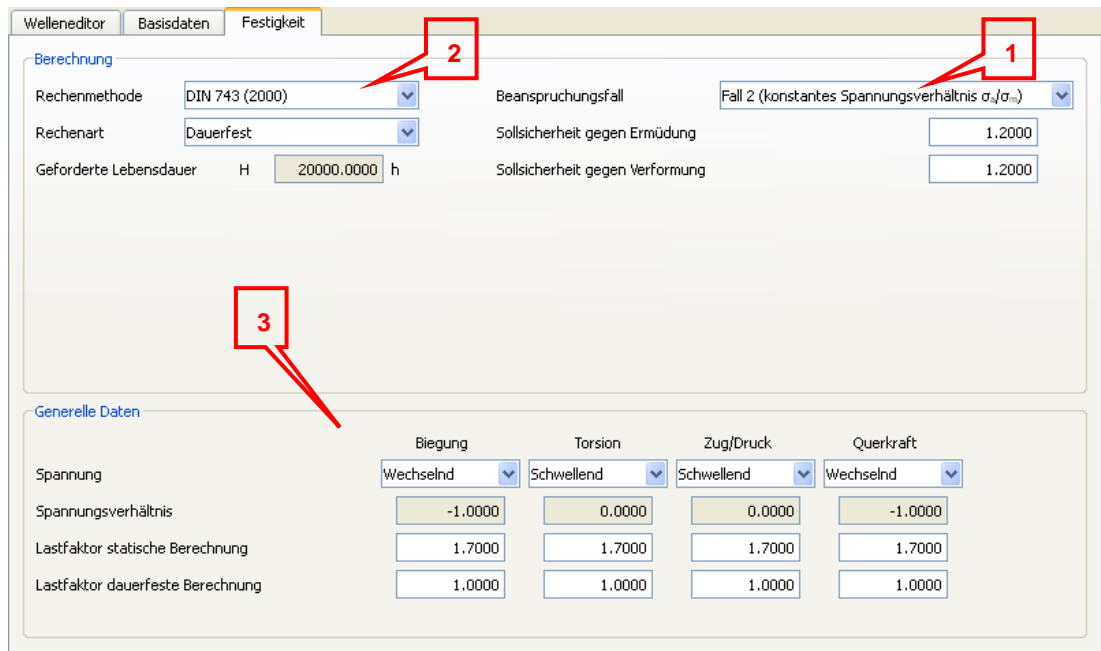 Welleneditor Basisdaten Festigkeit
2 1
Berechnung
Rechenmethode DIN 743 (2000) Beanspruchungsfall Fall 2 (konstantes Spannungsverhältnis σₐ/σₘ)
Rechenart Dauerfest Sollsicherheit gegen Ermüdung 1.2000
Geforderte Lebensdauer H 20000.0000 h Sollsicherheit gegen Verformung 1.2000
3
Generelle Daten
Biegung Torsion Zug/Druck Querkraft
Spannung Wechselnd Schwellend Schwellend Wechselnd
Spannungsverhältnis -1.0000 0.0000 0.0000 -1.0000
Lastfaktor statische Berechnung 1.7000 1.7000 1.7000 1.7000
Lastfaktor dauerfeste Berechnung 1.0000 1.0000 1.0000 1.0000